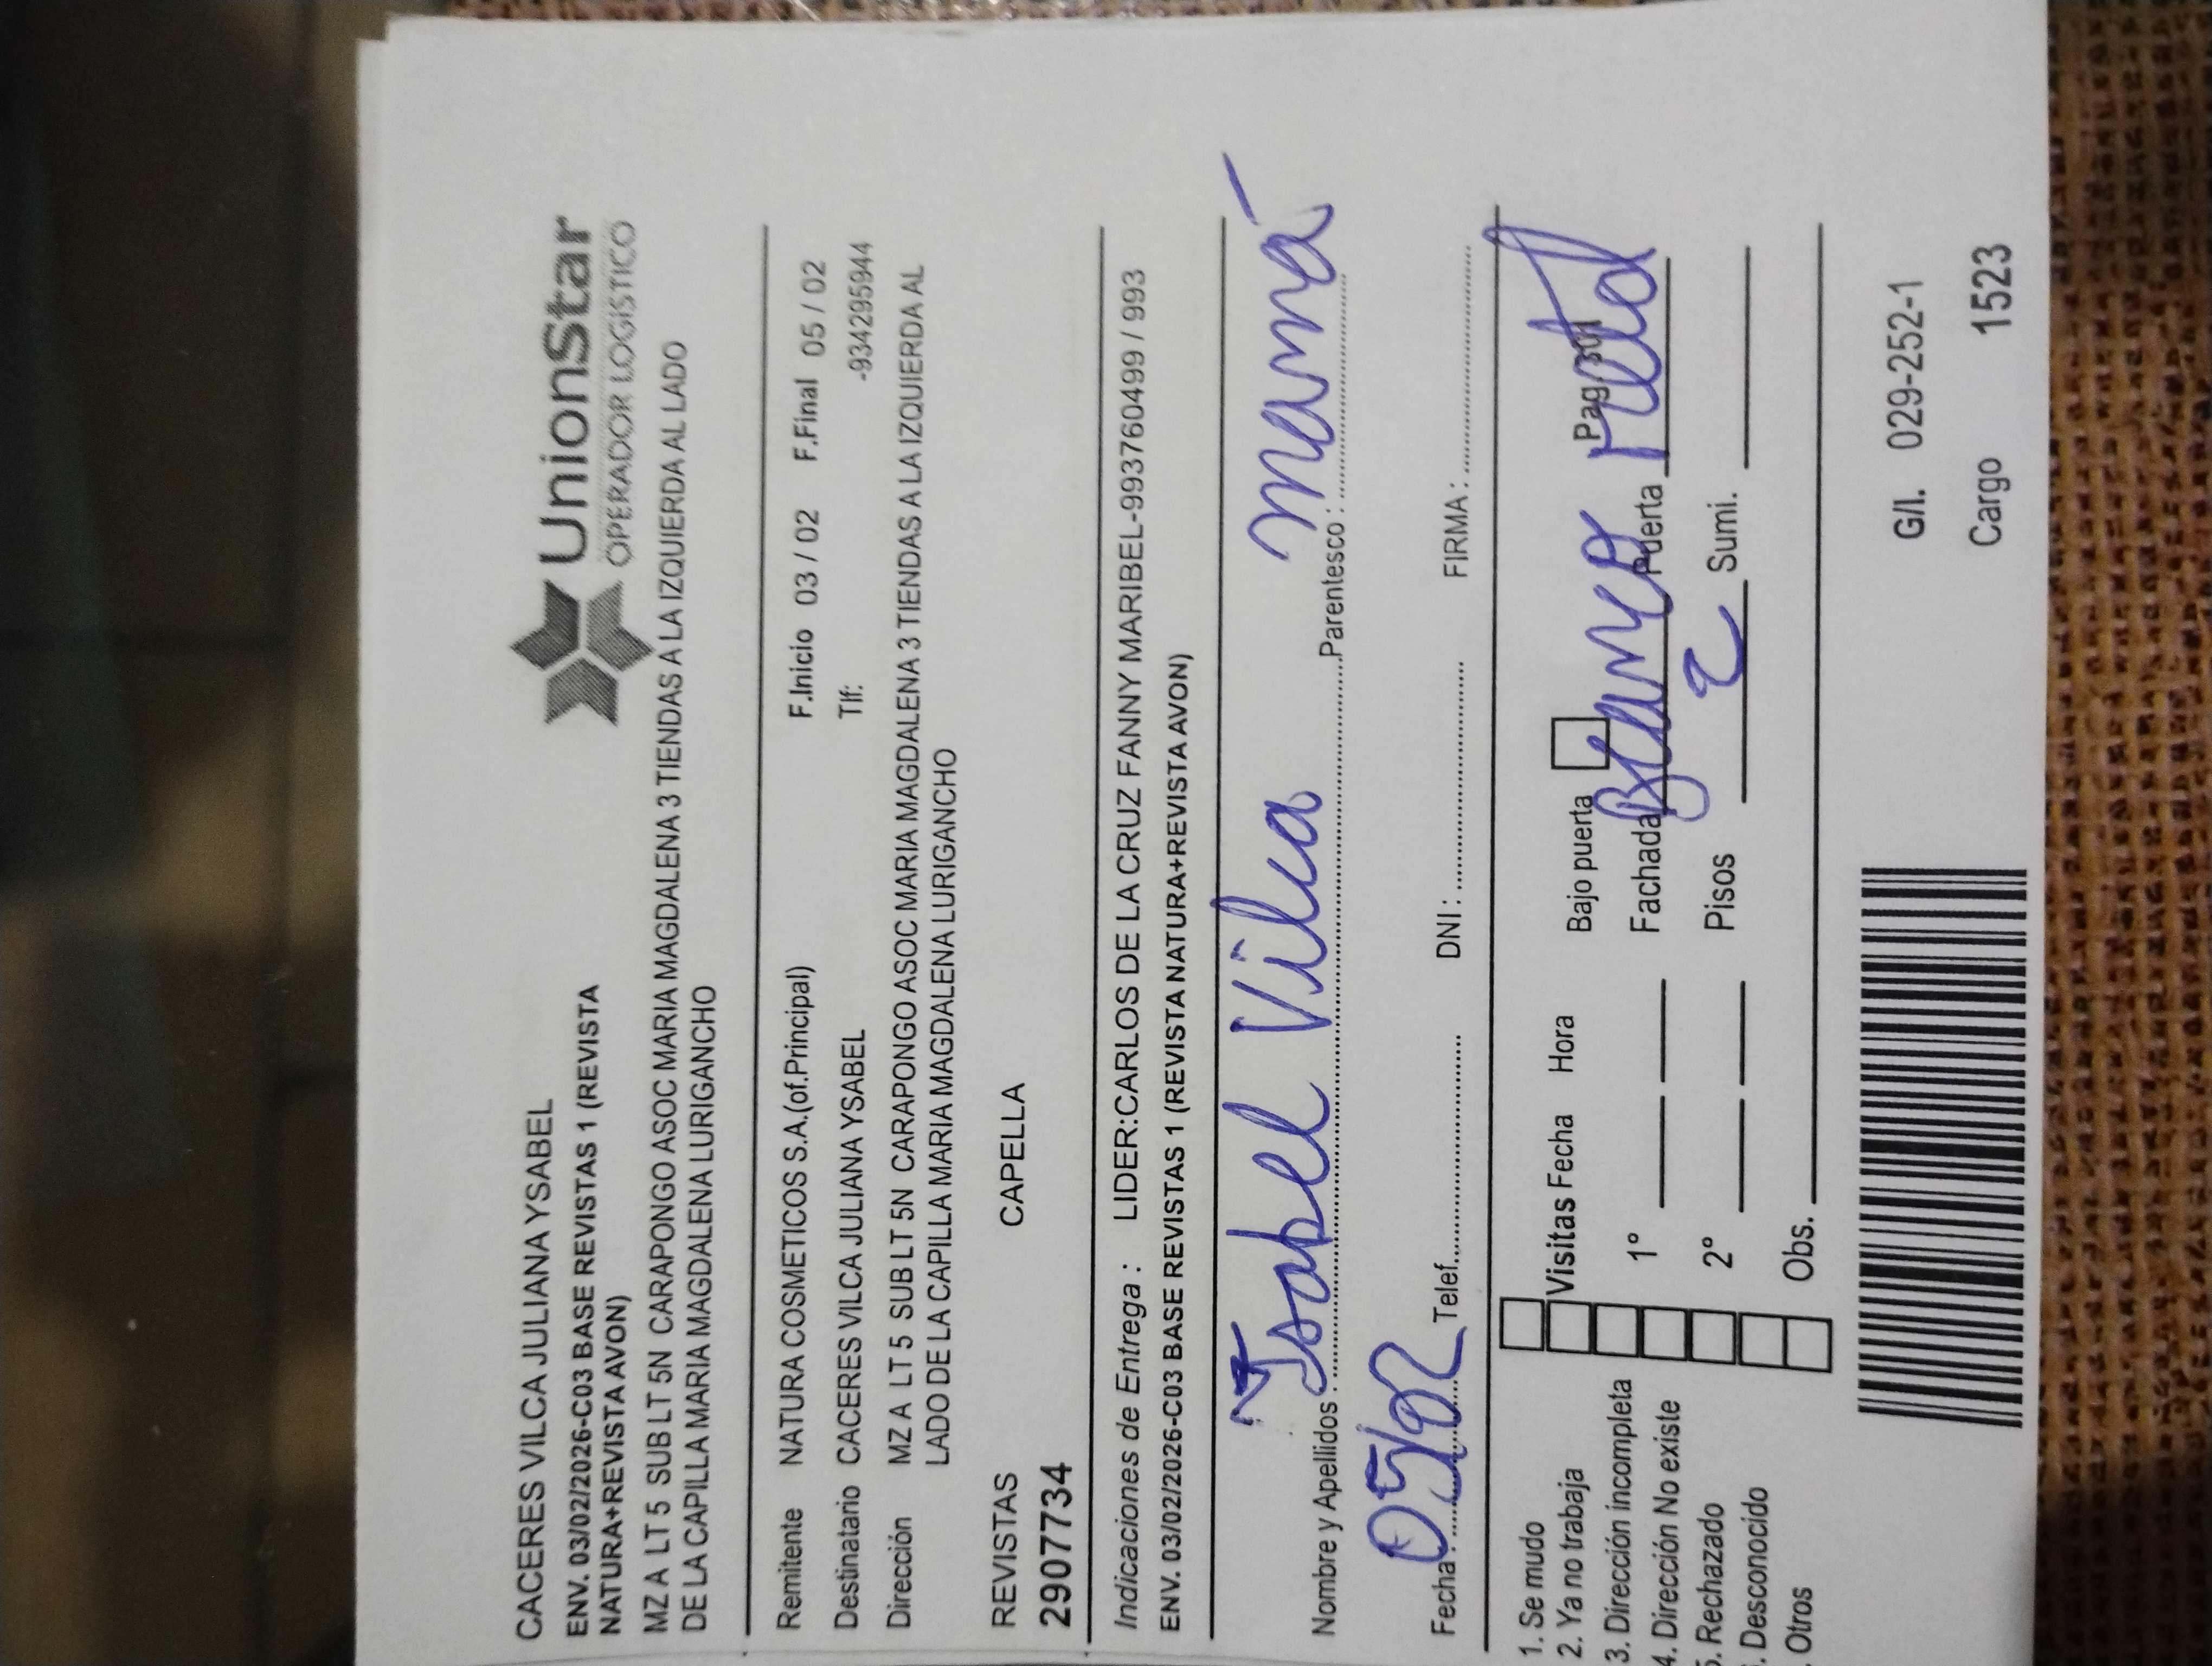 CACERES VILCA JULIANA YSABEL
ENV. 03/02/2026-C03 BASE REVISTAS 1 (REVISTA
NATURA+REVISTA AVON)
UnionStar
OPERADOR LOGISTICO
MZ A LT 5 SUB LT 5N CARAPONGO ASOC MARIA MAGDALENA 3 TIENDAS A LA IZQUIERDA AL LADO
DE LA CAPILLA MARIA MAGDALENA LURIGANCHO
Remitente NATURA COSMETICOS S.A.(of.Principal) F.Inicio 03 / 02 F.Final 05 / 02
Destinatario CACERES VILCA JULIANA YSABEL Tlf: -934295944
Dirección MZ A LT 5 SUB LT 5N CARAPONGO ASOC MARIA MAGDALENA 3 TIENDAS A LA IZQUIERDA AL
LADO DE LA CAPILLA MARIA MAGDALENA LURIGANCHO
REVISTAS CAPELLA
29077734
Indicaciones de Entrega : LIDER:CARLOS DE LA CRUZ FANNY MARIBEL-993760499 / 993
ENV. 03/02/2026-C03 BASE REVISTAS 1 (REVISTA NATURA+REVISTA AVON)
Nombre y Apellidos : Isabel Vilca Parentesco : mamá
Fecha : 05/02 Telef. DNI : FIRMA :
1. Se mudo
2. Ya no trabaja Visitas Fecha Hora Bajo puerta Pag.
3. Dirección incompleta 1° Fachada Blanco Puerta
4. Dirección No existe
5. Rechazado 2° Pisos 2 Sumi.
. Desconocido
. Otros Obs.
G/I. 029-252-1
Cargo 1523